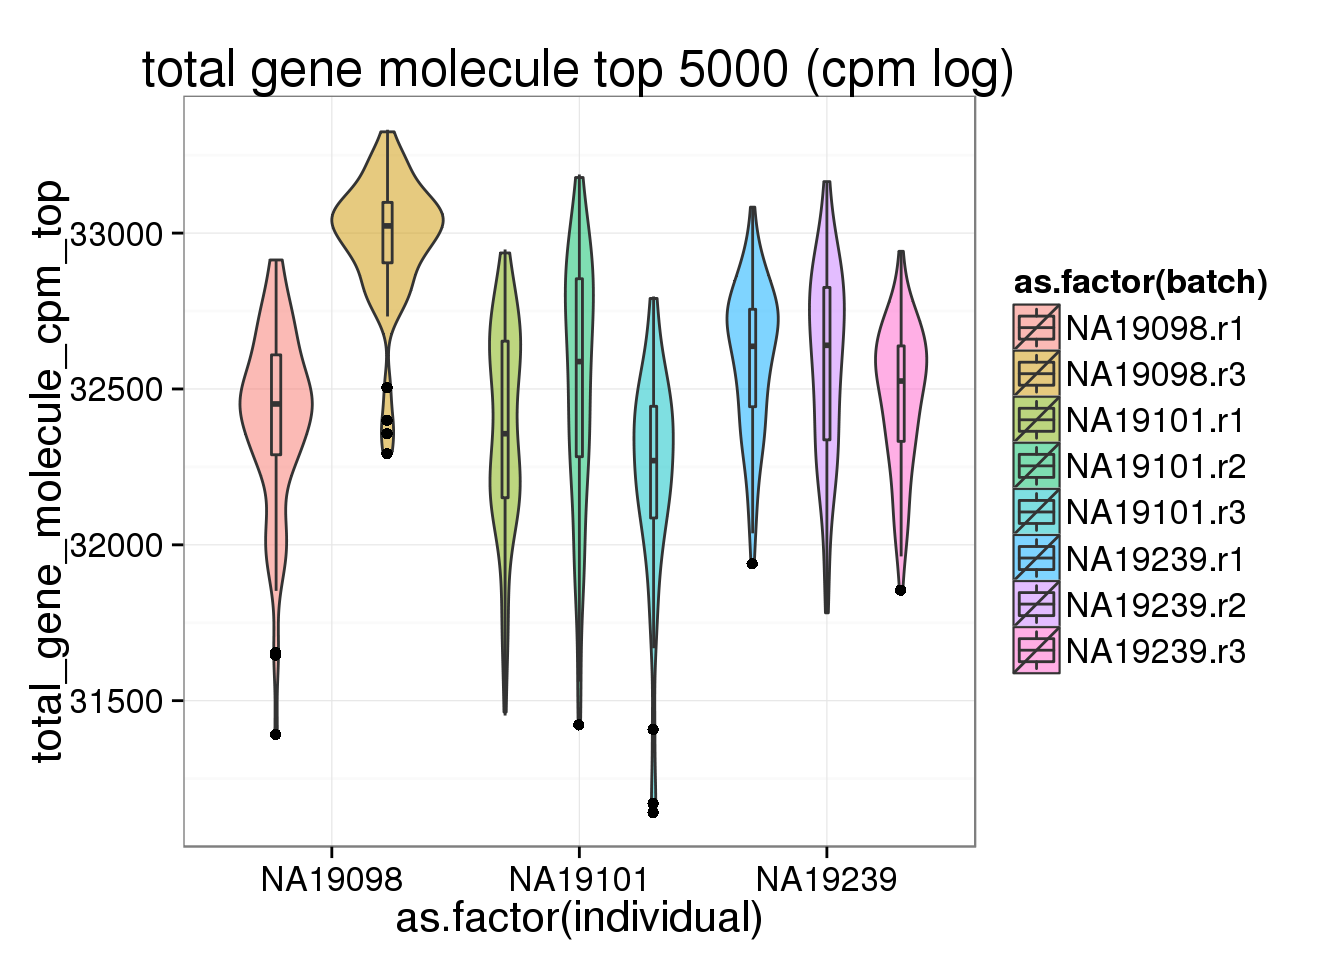 total gene molecule top 5000 (cpm log)
total_gene_molecule_cpm_top
33000
32500
32000
31500
NA19098
NA19101
NA19239
as.factor(individual)
as.factor(batch)
NA19098.r1
NA19098.r3
NA19101.r1
NA19101.r2
NA19101.r3
NA19239.r1
NA19239.r2
NA19239.r3